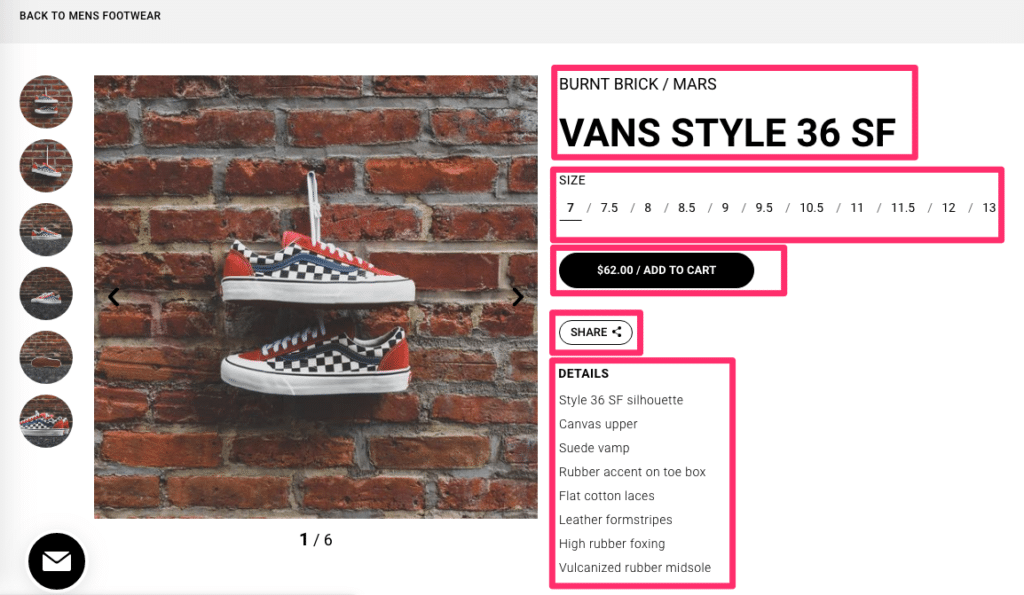 BACK TO MENS FOOTWEAR
BURNT BRICK / MARS
VANS STYLE 36 SF
SIZE
7 / 7.5 / 8 / 8.5 / 9 / 9.5 / 10.5 / 11 / 11.5 / 12 / 13
$62.00 / ADD TO CART
SHARE
DETAILS
Style 36 SF silhouette
Canvas upper
Suede vamp
Rubber accent on toe box
Flat cotton laces
Leather formstripes
High rubber foxing
Vulcanized rubber midsole
1 / 6